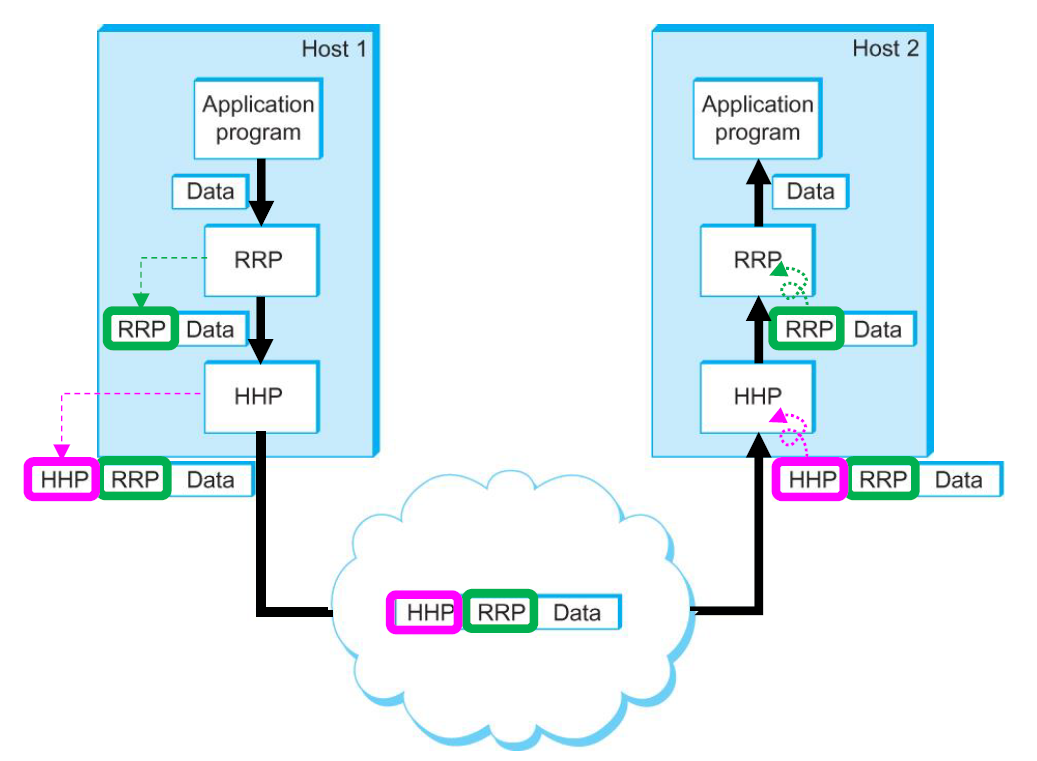 Host 1
Application
program
Data
RRP
RRP Data
HHP
HHP RRP Data
HHP RRP Data
Host 2
Application
program
Data
RRP
RRP Data
HHP
HHP RRP Data